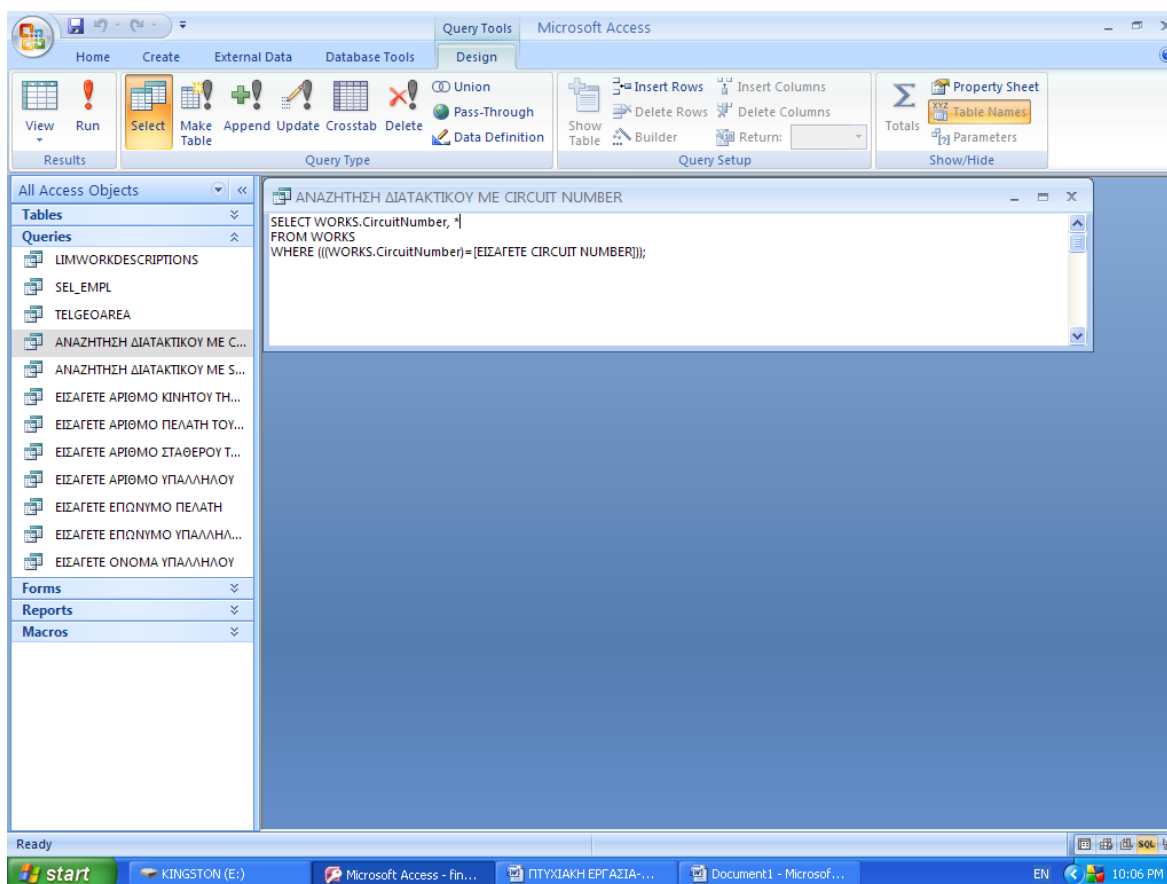 Query Tools
Microsoft Access
Home
Create
External Data
Database Tools
Design
View
Run
Select
Make Table
Append
Update
Crosstab
Delete
Union
Pass-Through
Data Definition
Show Table
Insert Rows
Delete Rows
Builder
Insert Columns
Delete Columns
Return:
Totals
Property Sheet
Table Names
Parameters
Results
Query Type
Query Setup
Show/Hide
All Access Objects
Tables
Queries
LIMWORKDESCRIPTIONS
SEL_EMPL
TELGEOAREA
ΑΝΑΖΗΤΗΣΗ ΔΙΑΤΑΚΤΙΚΟΥ ΜΕ C...
ΑΝΑΖΗΤΗΣΗ ΔΙΑΤΑΚΤΙΚΟΥ ΜΕ S...
ΕΙΣΑΓΕΤΕ ΑΡΙΘΜΟ ΚΙΝΗΤΟΥ ΤΗ...
ΕΙΣΑΓΕΤΕ ΑΡΙΘΜΟ ΠΕΛΑΤΗ ΤΟΥ...
ΕΙΣΑΓΕΤΕ ΑΡΙΘΜΟ ΣΤΑΘΕΡΟΥ Τ...
ΕΙΣΑΓΕΤΕ ΑΡΙΘΜΟ ΥΠΑΛΛΗΛΟΥ
ΕΙΣΑΓΕΤΕ ΕΠΩΝΥΜΟ ΠΕΛΑΤΗ
ΕΙΣΑΓΕΤΕ ΕΠΩΝΥΜΟ ΥΠΑΛΛΗΛ...
ΕΙΣΑΓΕΤΕ ΟΝΟΜΑ ΥΠΑΛΛΗΛΟΥ
Forms
Reports
Macros
ΑΝΑΖΗΤΗΣΗ ΔΙΑΤΑΚΤΙΚΟΥ ΜΕ CIRCUIT NUMBER
SELECT WORKS.CircuitNumber, *
FROM WORKS
WHERE (((WORKS.CircuitNumber)=[ΕΙΣΑΓΕΤΕ CIRCUIT NUMBER]));
Ready
SQL
start
KINGSTON (E:)
Microsoft Access - fin...
ΠΤΥΧΙΑΚΗ ΕΡΓΑΣΙΑ-...
Document1 - Microsof...
EN
10:06 PM